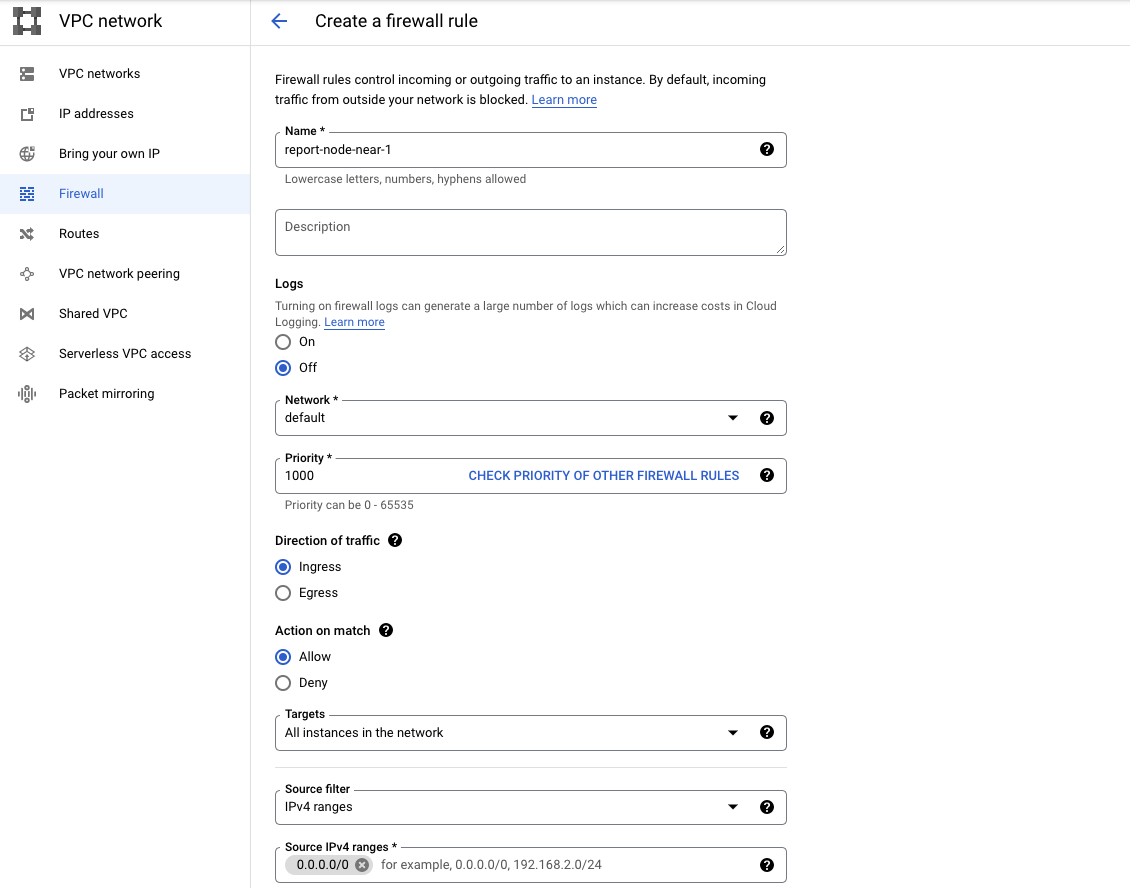 VPC network
Create a firewall rule
VPC networks
IP addresses
Bring your own IP
Firewall
Routes
VPC network peering
Shared VPC
Serverless VPC access
Packet mirroring
Firewall rules control incoming or outgoing traffic to an instance. By default, incoming
traffic from outside your network is blocked. Learn more
Name *
report-node-near-1
Lowercase letters, numbers, hyphens allowed
Description
Logs
Turning on firewall logs can generate a large number of logs which can increase costs in Cloud
Logging. Learn more
On
Off
Network *
default
Priority *
1000 CHECK PRIORITY OF OTHER FIREWALL RULES
Priority can be 0 - 65535
Direction of traffic
Ingress
Egress
Action on match
Allow
Deny
Targets
All instances in the network
Source filter
IPv4 ranges
Source IPv4 ranges *
0.0.0.0/0 for example, 0.0.0.0/0, 192.168.2.0/24